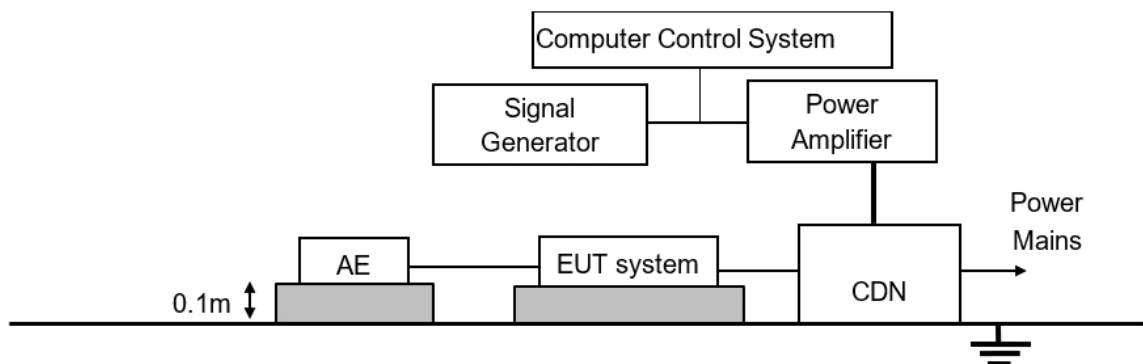 Computer Control System
Signal
Generator
Power
Amplifier
Power
Mains
AE
EUT system
CDN
0.1m